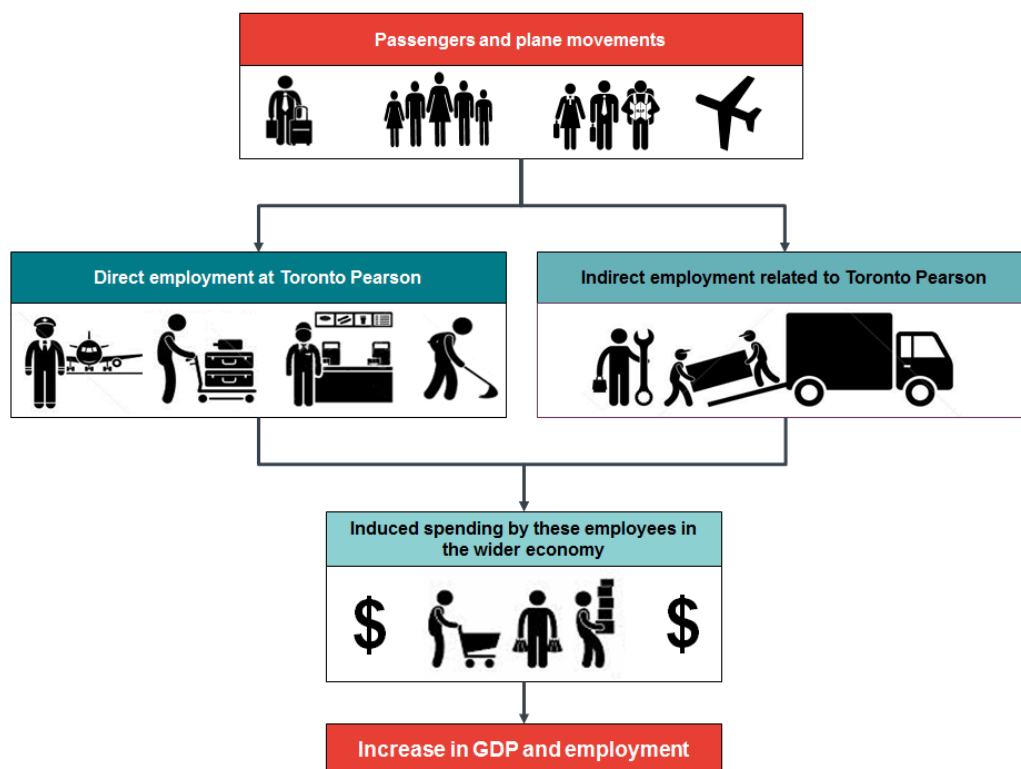 Passengers and plane movements
Direct employment at Toronto Pearson
Indirect employment related to Toronto Pearson
Induced spending by these employees in
the wider economy
$ $
Increase in GDP and employment